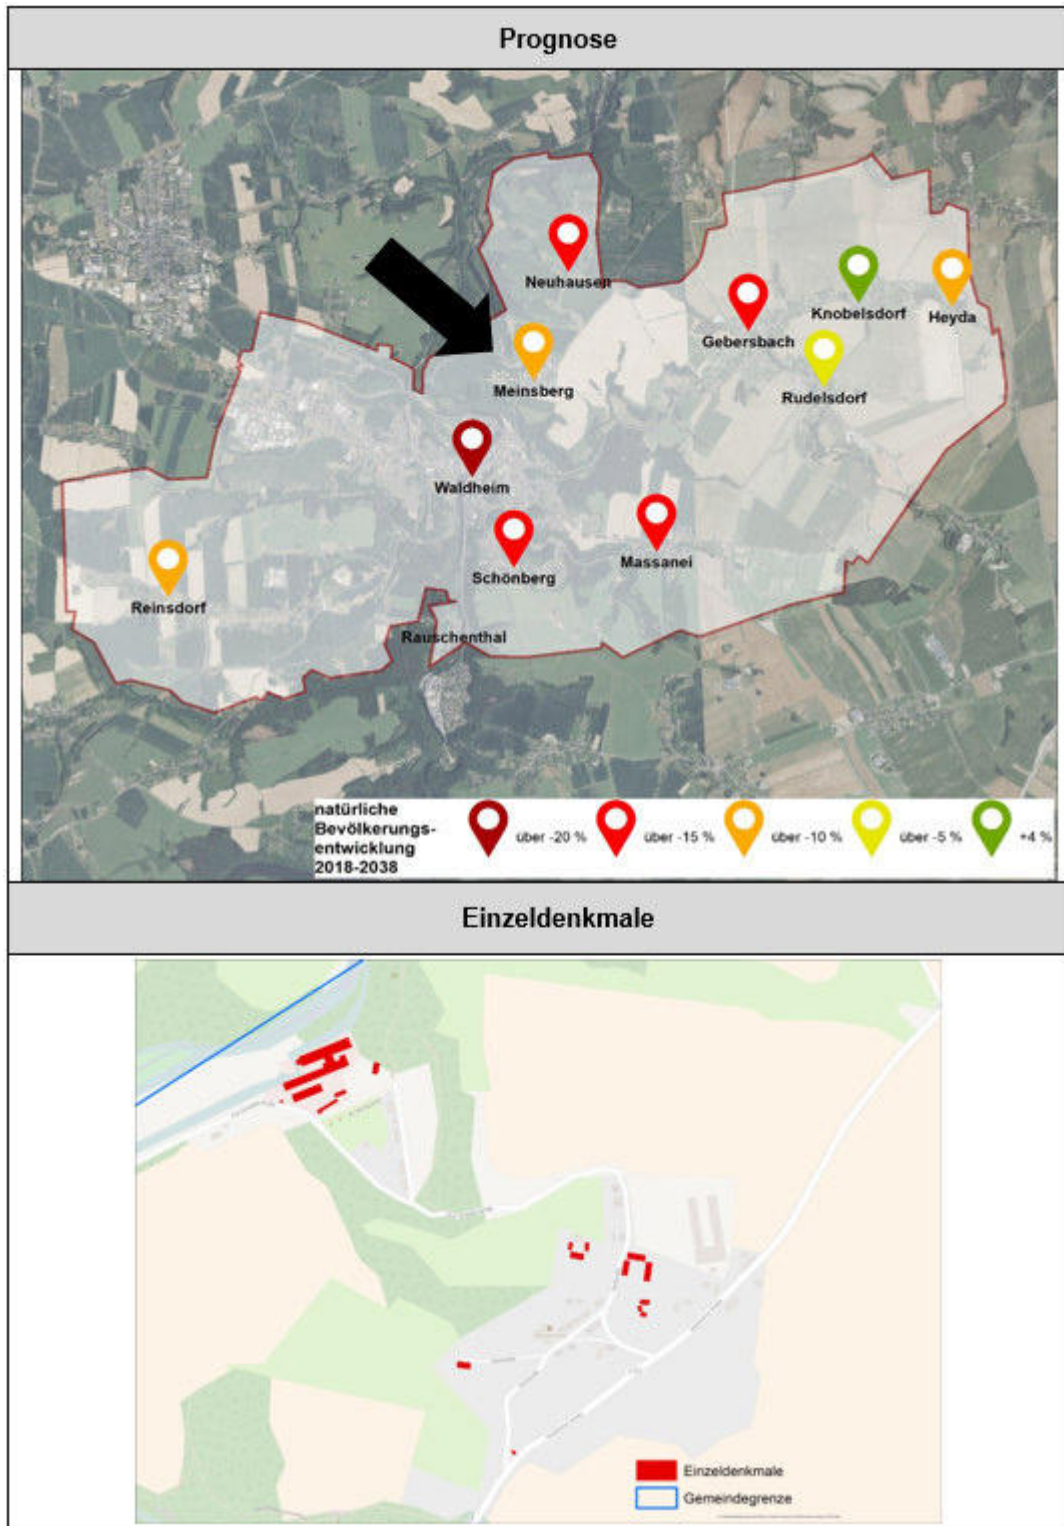 Prognose
Neuhausen
Knobelsdorf
Heyda
Gebersbach
Meinsberg
Rudelsdorf
Waldheim
Massanei
Schönberg
Reinsdorf
Rauschenthal
natürliche
Bevölkerungs-
entwicklung
2018-2038
über -20 %
über -15 %
über -10 %
über -5 %
+4 %
Einzeldenkmale
Einzeldenkmale
Gemeindegrenze